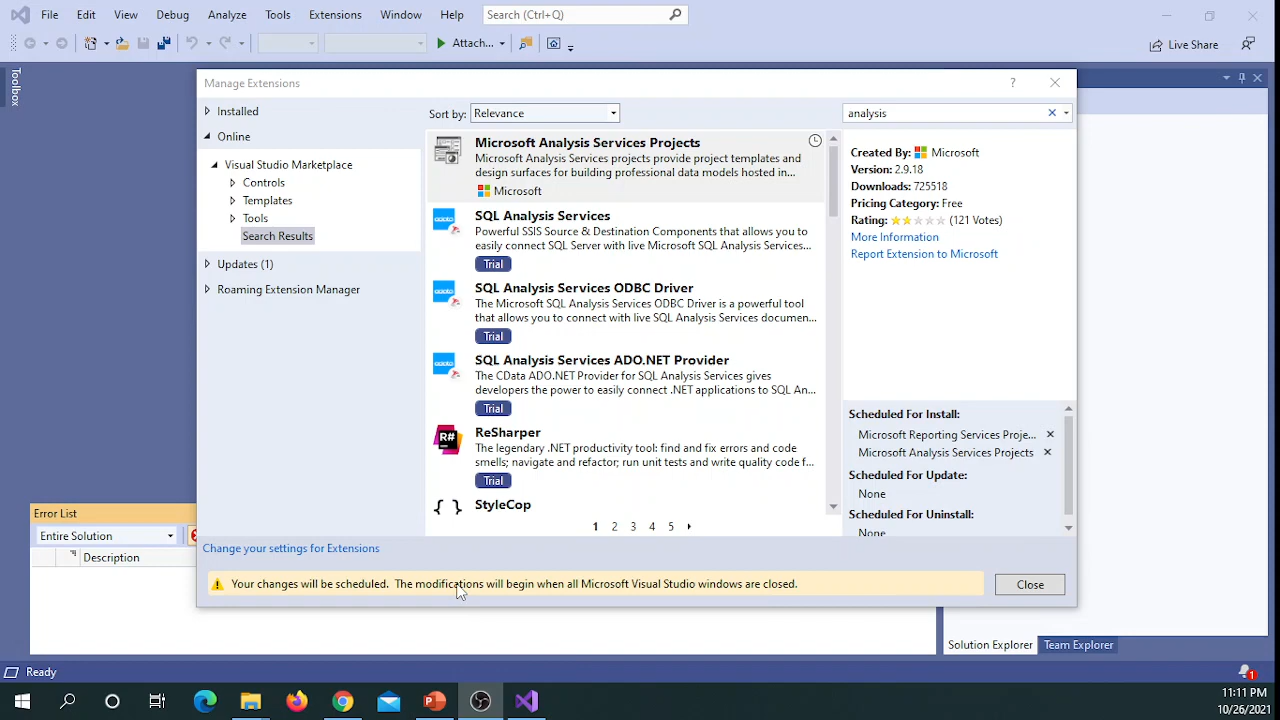 File Edit View Debug Analyze Tools Extensions Window Help Search (Ctrl+Q)
Attach...
Live Share
Toolbox
Manage Extensions
Installed
Online
Visual Studio Marketplace
Controls
Templates
Tools
Search Results
Updates (1)
Roaming Extension Manager
Sort by: Relevance
analysis
Microsoft Analysis Services Projects
Microsoft Analysis Services projects provide project templates and
design surfaces for building professional data models hosted in...
Microsoft
SQL Analysis Services
Powerful SSIS Source & Destination Components that allows you to
easily connect SQL Server with live Microsoft SQL Analysis Services...
Trial
SQL Analysis Services ODBC Driver
The Microsoft SQL Analysis Services ODBC Driver is a powerful tool
that allows you to connect with live SQL Analysis Services documen...
Trial
SQL Analysis Services ADO.NET Provider
The CData ADO.NET Provider for SQL Analysis Services gives
developers the power to easily connect .NET applications to SQL An...
Trial
R#
ReSharper
The legendary .NET productivity tool: find and fix errors and code
smells; navigate and refactor; run unit tests and write quality code f...
Trial
{ } StyleCop
1 2 3 4 5
Created By: Microsoft
Version: 2.9.18
Downloads: 725518
Pricing Category: Free
Rating: (121 Votes)
More Information
Report Extension to Microsoft
Scheduled For Install:
Microsoft Reporting Services Proje...
Microsoft Analysis Services Projects
Scheduled For Update:
None
Scheduled For Uninstall:
None
Change your settings for Extensions
Your changes will be scheduled. The modifications will begin when all Microsoft Visual Studio windows are closed.
Close
Error List
Entire Solution
Description
Solution Explorer Team Explorer
Ready
1
11:11 PM
10/26/2021